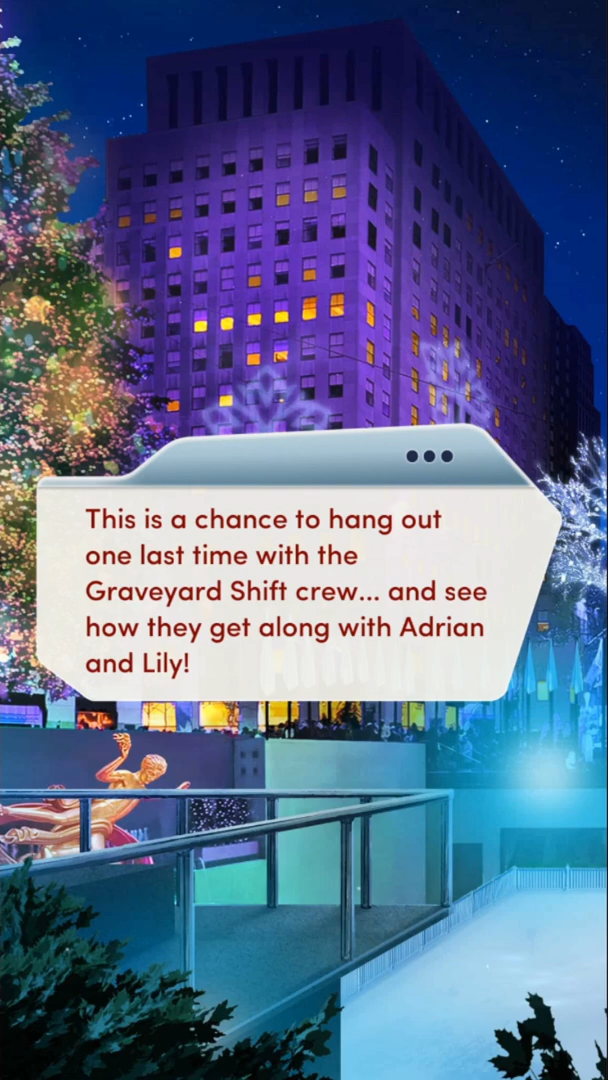 This is a chance to hang out
one last time with the
Graveyard Shift crew... and see
how they get along with Adrian
and Lily!